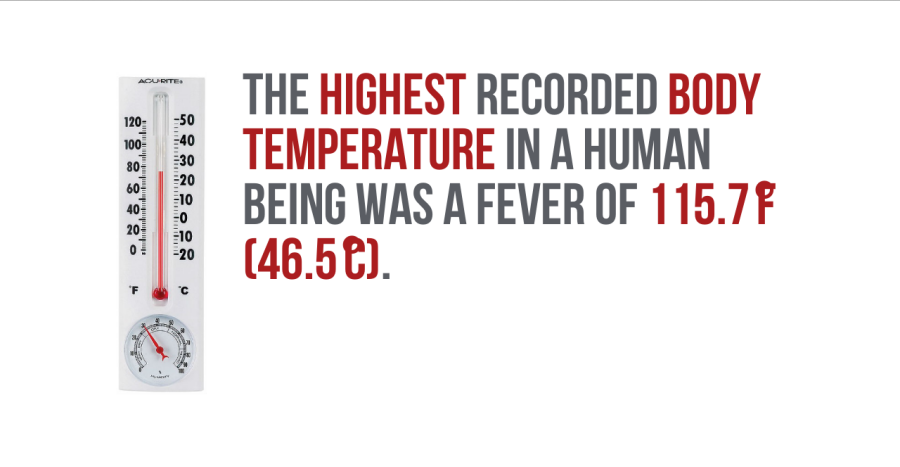 ACU·RITE
THE HIGHEST RECORDED BODY
TEMPERATURE IN A HUMAN
BEING WAS A FEVER OF 115.7°F
(46.5°C).
120 50
100 40
80 30
60 20
40 10
20 0
0 10
20
°F °C